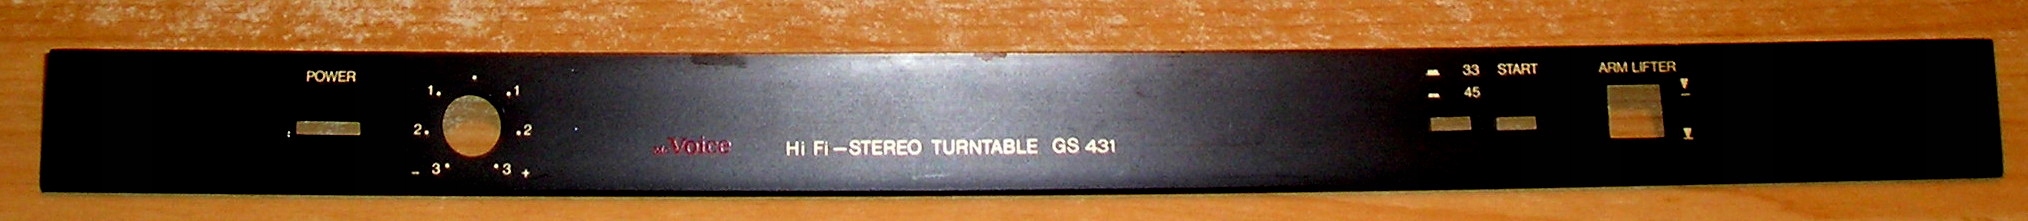 POWER
1 1
2 2
- 3 3 +
Voice
Hi Fi – STEREO TURNTABLE GS 431
33 START
45
ARM LIFTER